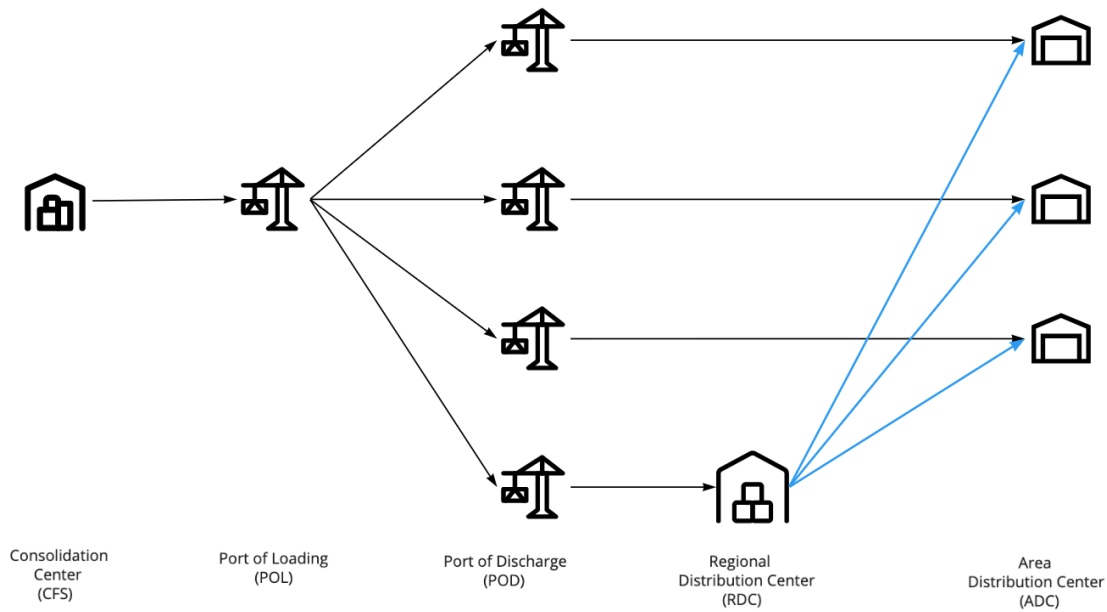 Consolidation
Center
(CFS)
Port of Loading
(POL)
Port of Discharge
(POD)
Regional
Distribution Center
(RDC)
Area
Distribution Center
(ADC)